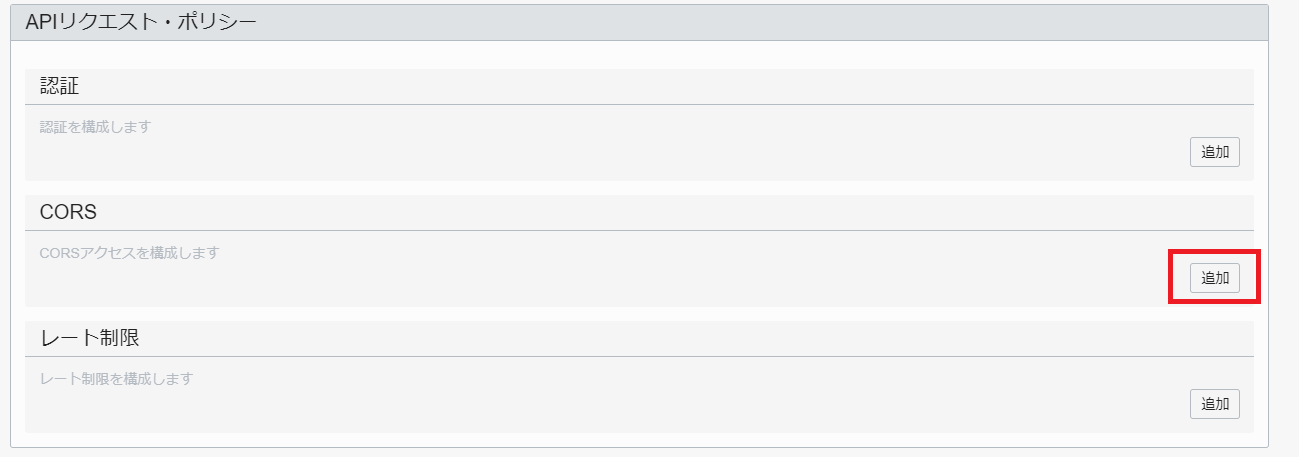 APIリクエスト・ポリシー
認証
認証を構成します
追加
CORS
CORSアクセスを構成します
追加
レート制限
レート制限を構成します
追加